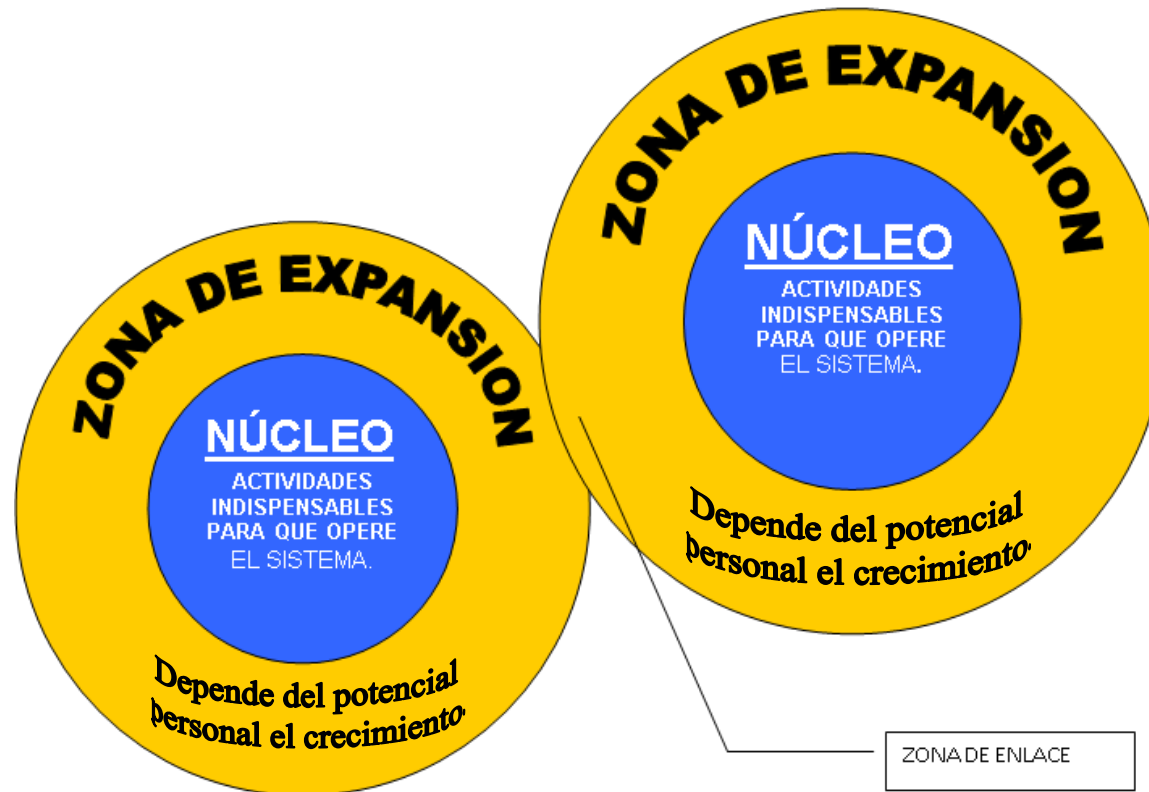 ZONA DE EXPANSION
NÚCLEO
ACTIVIDADES
INDISPENSABLES
PARA QUE OPERE
EL SISTEMA.
Depende del potencial
personal el crecimiento.
ZONA DE EXPANSION
NÚCLEO
ACTIVIDADES
INDISPENSABLES
PARA QUE OPERE
EL SISTEMA.
Depende del potencial
personal el crecimiento.
ZONA DE ENLACE